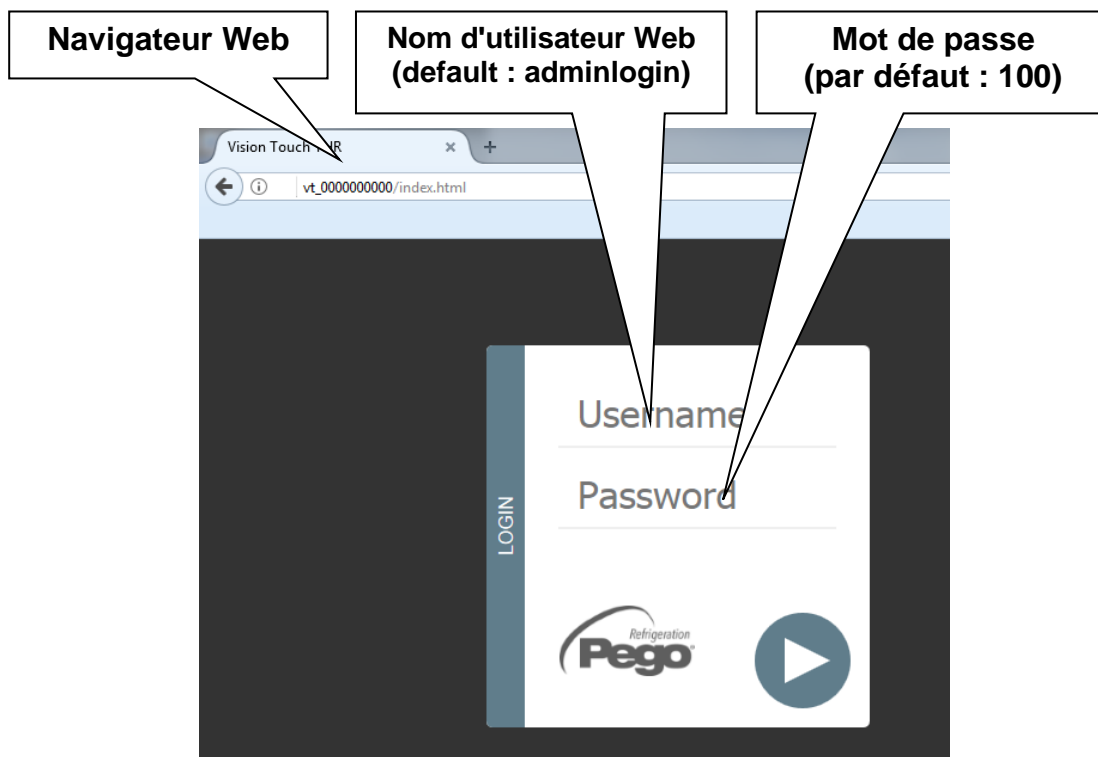 Navigateur Web
Nom d'utilisateur Web
(default : adminlogin)
Mot de passe
(par défaut : 100)
Vision Touch
vt_0000000000/index.html
Username
Password
LOGIN
Refrigeration
Pego